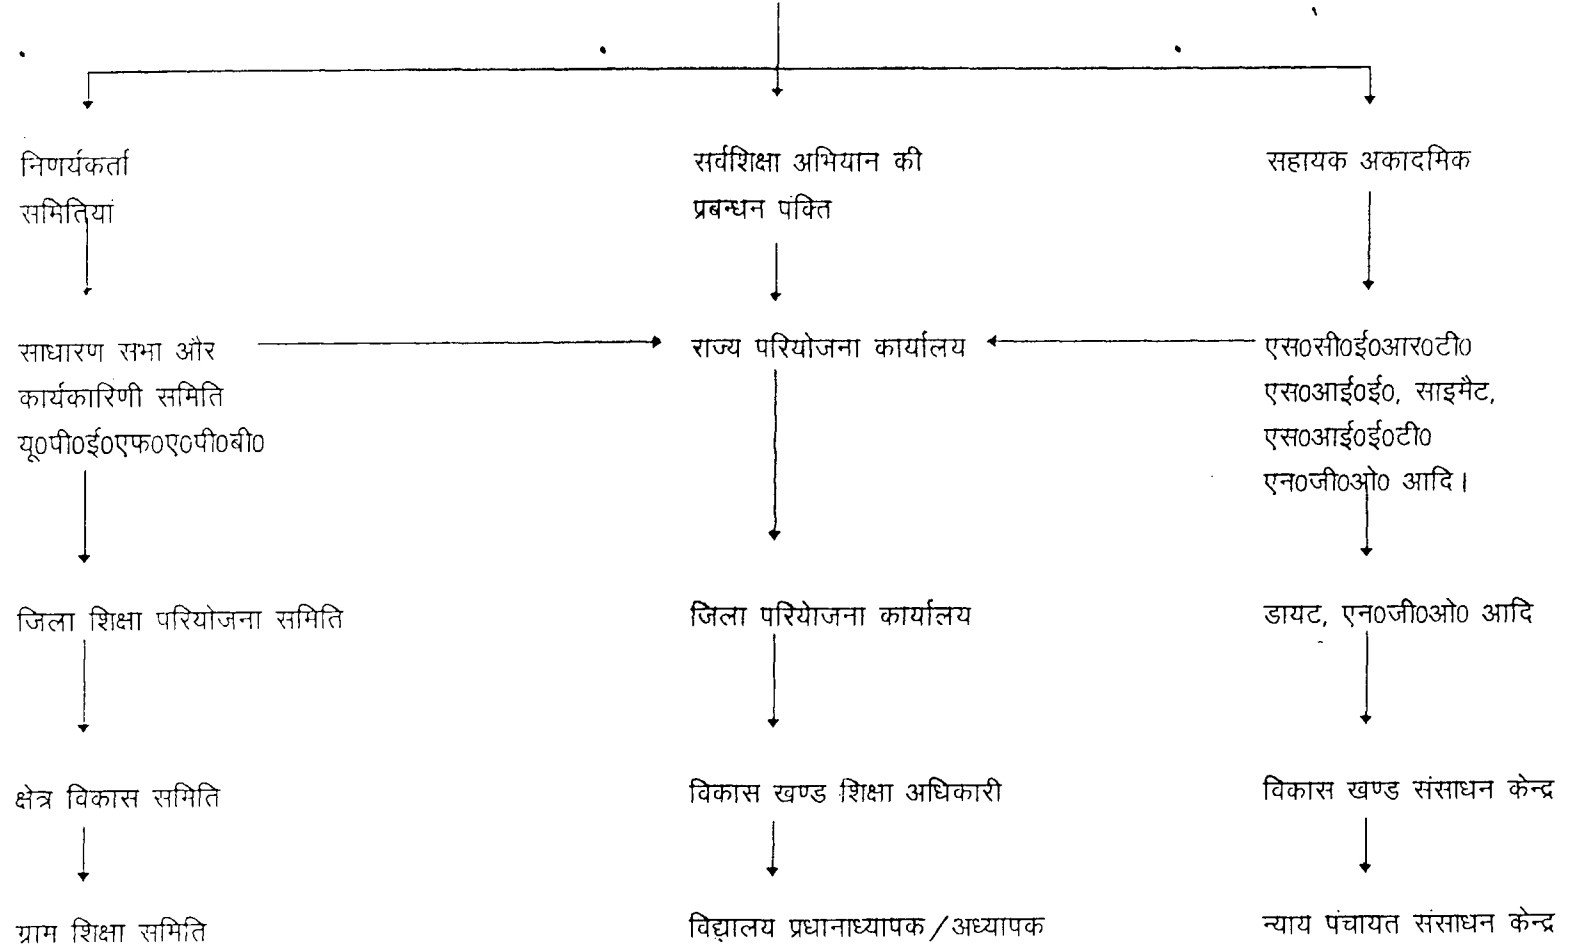 निणर्यकर्ता
समितियां
सर्वशिक्षा अभियान की
प्रबन्धन पंक्ति
सहायक अकादमिक
साधारण सभा और
कार्यकारिणी समिति
यू0पी0ई0एफ0ए0पी0बी0
राज्य परियोजना कार्यालय
एस0सी0ई0आर0टी0
एस0आई0ई0, साइमैट,
एस0आई0ई0टी0
एन0जी0ओ0 आदि।
जिला शिक्षा परियोजना समिति
जिला परियोजना कार्यालय
डायट, एन0जी0ओ0 आदि
क्षेत्र विकास समिति
विकास खण्ड शिक्षा अधिकारी
विकास खण्ड संसाधन केन्द्र
ग्राम शिक्षा समिति
विद्यालय प्रधानाध्यापक/अध्यापक
न्याय पंचायत संसाधन केन्द्र